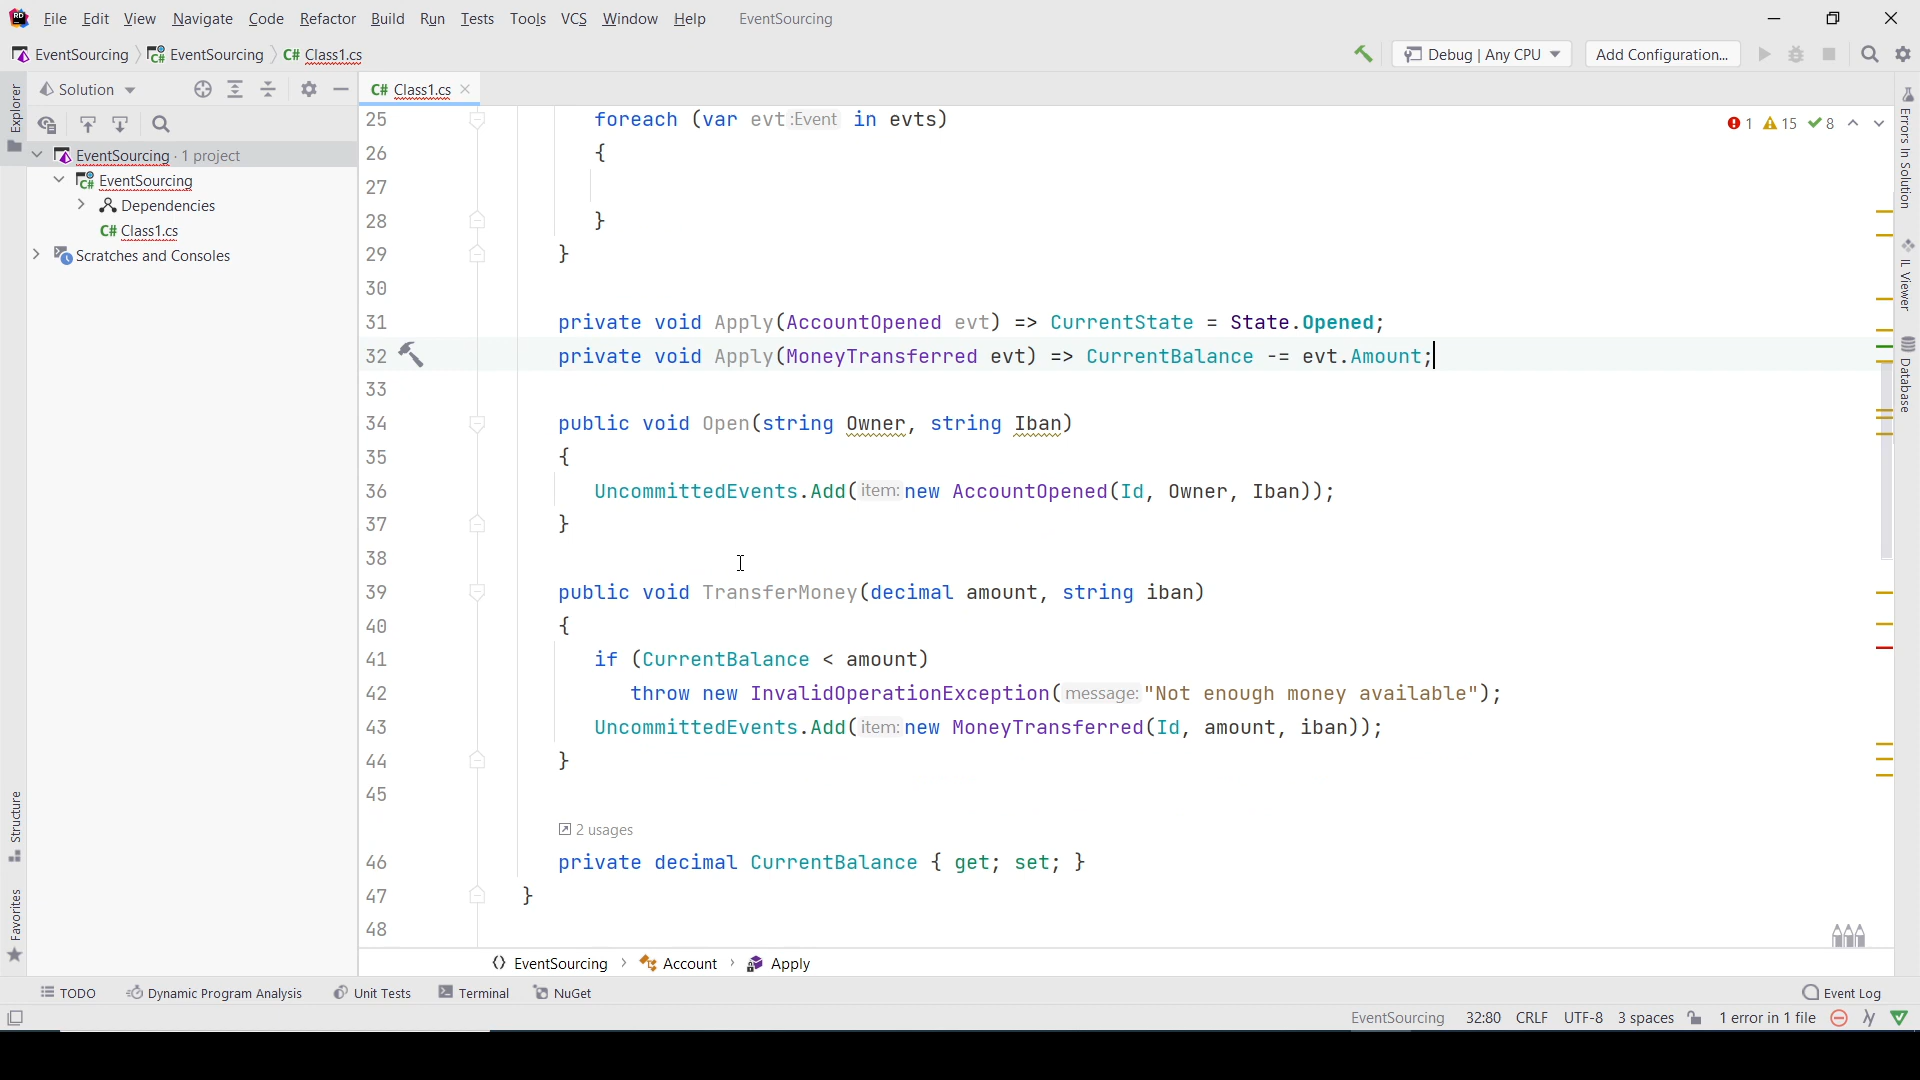 File Edit View Navigate Code Refactor Build Run Tests Tools VCS Window Help EventSourcing
EventSourcing EventSourcing C# Class1.cs Debug | Any CPU Add Configuration...
Solution
C# Class1.cs
Explorer
EventSourcing · 1 project
EventSourcing
Dependencies
C# Class1.cs
Scratches and Consoles
Structure
Favorites
1 15 8
25 foreach (var evt :Event in evts)
26 {
27
28 }
29 }
30
31 private void Apply(AccountOpened evt) => CurrentState = State.Opened;
32 private void Apply(MoneyTransferred evt) => CurrentBalance -= evt.Amount;
33
34 public void Open(string Owner, string Iban)
35 {
36 UncommittedEvents.Add(item: new AccountOpened(Id, Owner, Iban));
37 }
38
39 public void TransferMoney(decimal amount, string iban)
40 {
41 if (CurrentBalance < amount)
42 throw new InvalidOperationException(message: "Not enough money available");
43 UncommittedEvents.Add(item: new MoneyTransferred(Id, amount, iban));
44 }
45
2 usages
46 private decimal CurrentBalance { get; set; }
47 }
48
Errors In Solution
IL Viewer
Database
EventSourcing Account Apply
TODO Dynamic Program Analysis Unit Tests Terminal NuGet Event Log
EventSourcing 32:80 CRLF UTF-8 3 spaces 1 error in 1 file